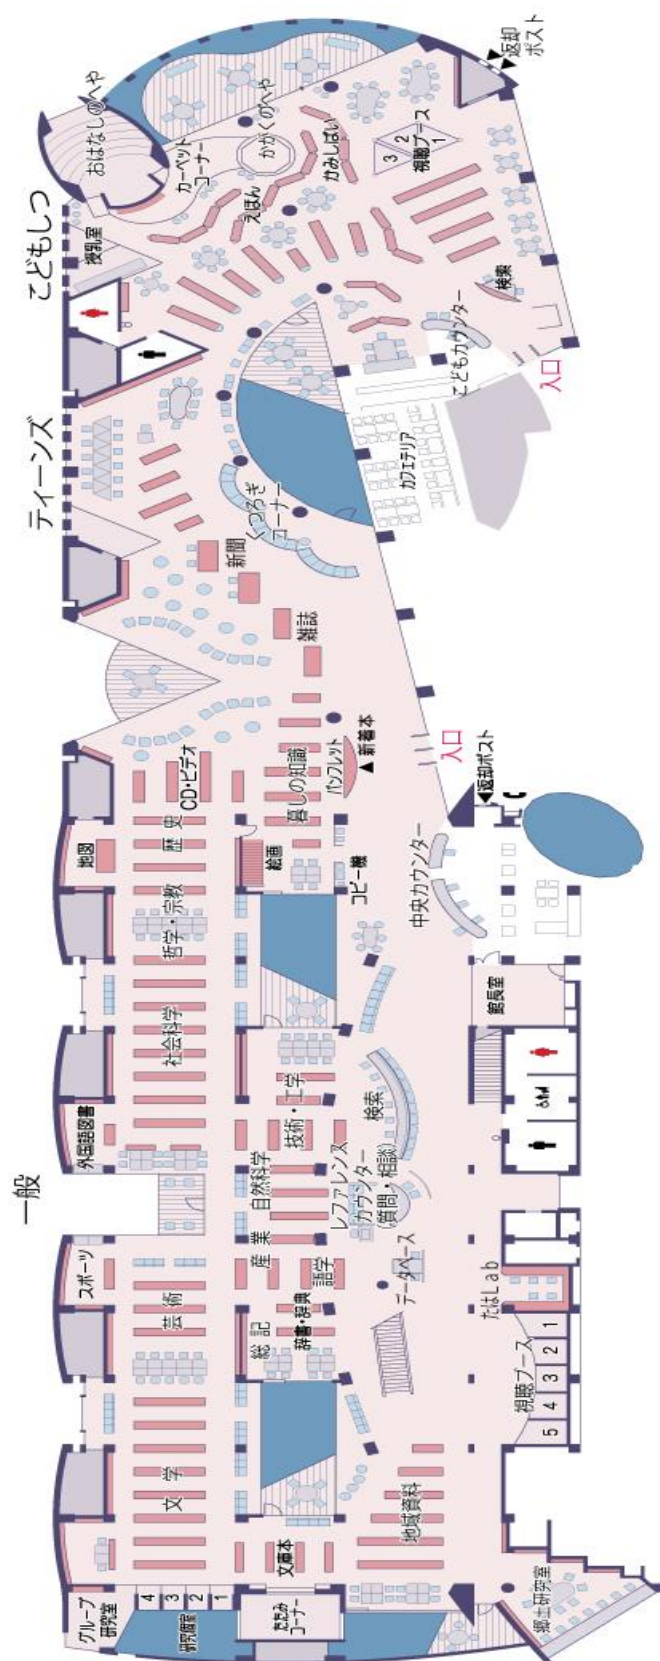 こどもしつ
おはなしのへや
授乳室
カーペット
コーナー
かがくのへや
えほん
かみしばい
視聴ブース
3
2
1
返却
ポスト
検索
こどもカウンター
入口
カフェテリア
ティーンズ
くつろぎ
コーナー
新聞
雑誌
CD・ビデオ
暮しの知識
パンフレット
▲新着本
入口
▲返却ポスト
地図
歴史
絵画
コピー機
中央カウンター
哲学・宗教
館長室
社会科学
技術・工学
検索
外国語図書
一般
自然科学
レファレンス
カウンター
(質問・相談)
スポーツ
産業
語学
データベース
たはLab
芸術
総記
辞書・辞典
視聴ブース
1
2
3
4
5
文学
地域資料
文庫本
グループ
研究室
4
3
2
1
研究個室
たたみ
コーナー
郷土研究室